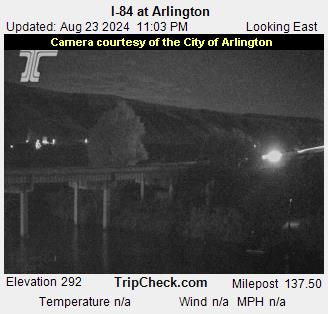 I-84 at Arlington
Updated: Aug 23 2024 11:03 PM Looking East
Camera courtesy of the City of Arlington
Elevation 292 TripCheck.com Milepost 137.50
Temperature n/a Wind n/a MPH n/a